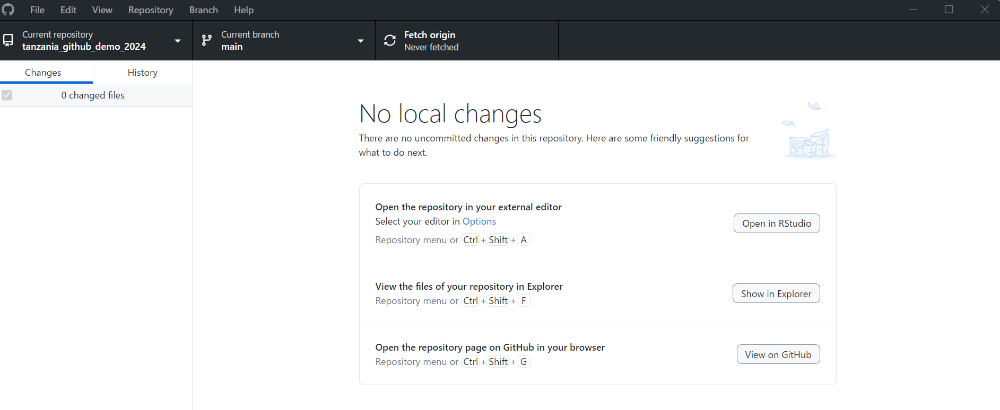 File Edit View Repository Branch Help
Current repository
tanzania_github_demo_2024
Current branch
main
Fetch origin
Never fetched
Changes History
0 changed files
No local changes
There are no uncommitted changes in this repository. Here are some friendly suggestions for
what to do next.
Open the repository in your external editor
Select your editor in Options
Repository menu or Ctrl + Shift + A
Open in RStudio
View the files of your repository in Explorer
Repository menu or Ctrl + Shift + F
Show in Explorer
Open the repository page on GitHub in your browser
Repository menu or Ctrl + Shift + G
View on GitHub